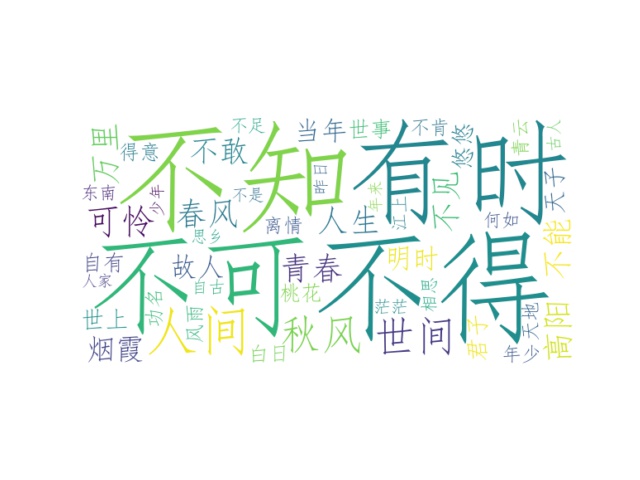 不知
有时
不可
不得
万里
不足
得意
不敢
当年
世事
不肯
悠悠
青云
古人
东南
少年
可怜
春风
不是
昨日
离情
人生
年来
江上
不见
何如
天子
思乡
自有
人家
故人
自古
青春
桃花
明时
茫茫
相思
不能
世上
功名
风雨
人间
烟霞
白日
秋风
世间
君子
年少
天地
高阳